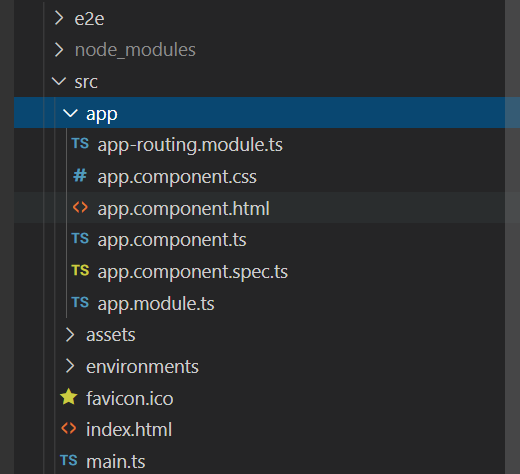 e2e
node_modules
src
app
TS app-routing.module.ts
# app.component.css
<> app.component.html
TS app.component.ts
TS app.component.spec.ts
TS app.module.ts
assets
environments
favicon.ico
<> index.html
TS main.ts